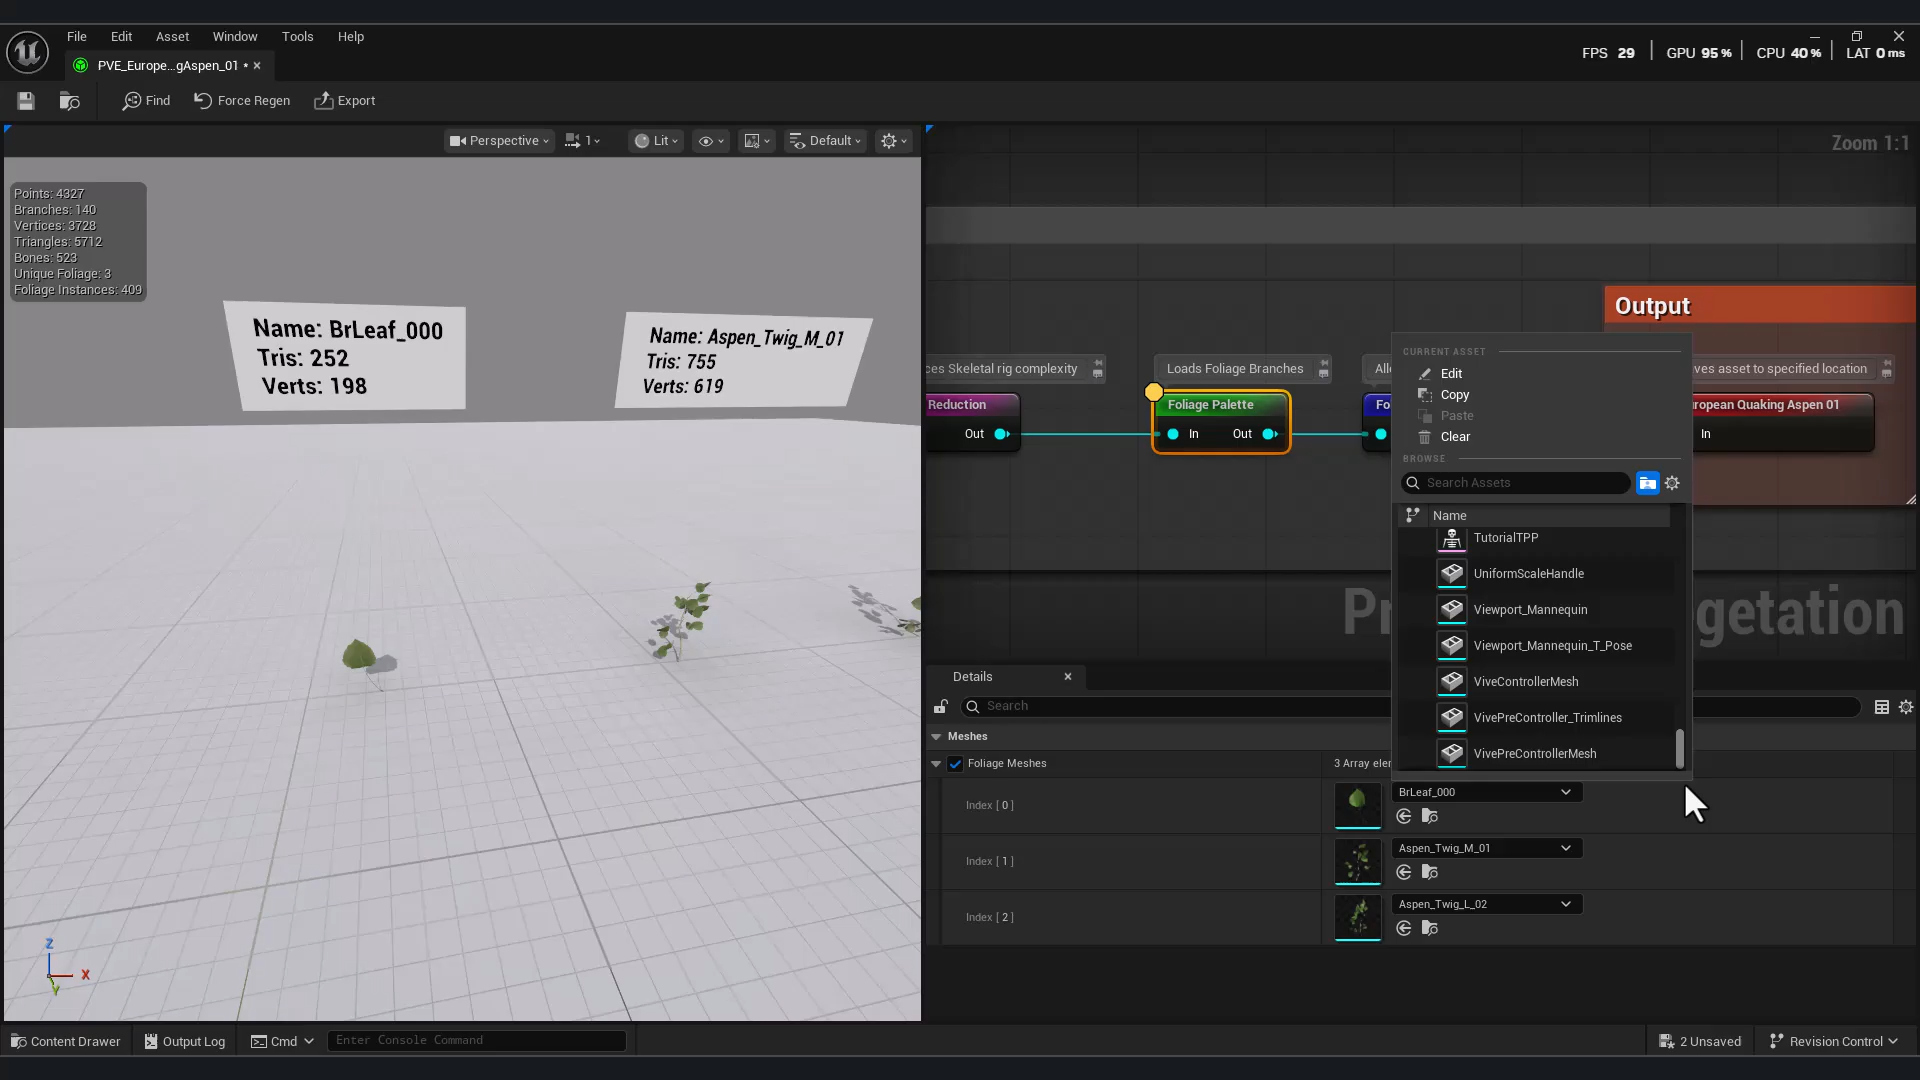 File Edit Asset Window Tools Help
FPS 29 GPU 95 % CPU 40 % LAT 0 ms
PVE_Europe...gAspen_01 •
Find Force Regen Export
Perspective 1 Lit Default
Zoom 1:1
Points: 4327
Branches: 140
Vertices: 3728
Triangles: 5712
Bones: 523
Unique Foliage: 3
Foliage Instances: 409
Name: BrLeaf_000
Tris: 252
Verts: 198
Name: Aspen_Twig_M_01
Tris: 755
Verts: 619
Output
ces Skeletal rig complexity
Loads Foliage Branches
All
ves asset to specified location
Reduction
Out
Foliage Palette
In Out
Fo
ropean Quaking Aspen 01
In
CURRENT ASSET
Edit
Copy
Paste
Clear
BROWSE
Search Assets
Name
TutorialTPP
UniformScaleHandle
Viewport_Mannequin
Viewport_Mannequin_T_Pose
ViveControllerMesh
VivePreController_Trimlines
VivePreControllerMesh
Pr
getation
Details
Search
Meshes
Foliage Meshes 3 Array eler
Index [ 0 ] BrLeaf_000
Index [ 1 ] Aspen_Twig_M_01
Index [ 2 ] Aspen_Twig_L_02
Z
X
Y
Content Drawer Output Log Cmd Enter Console Command 2 Unsaved Revision Control